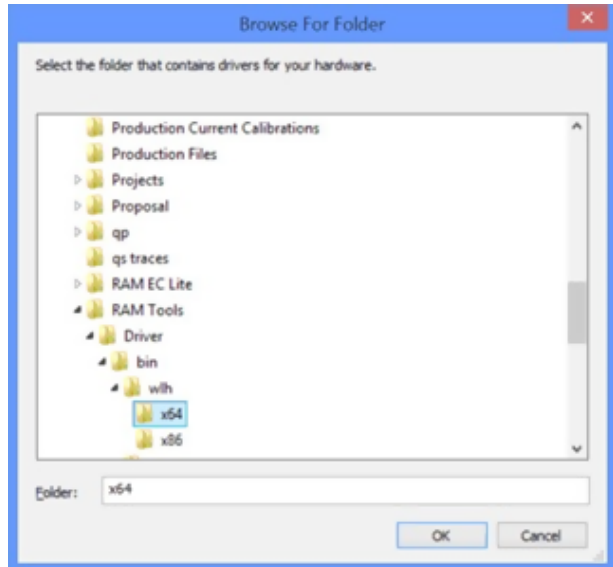 Browse For Folder
Select the folder that contains drivers for your hardware.
Production Current Calibrations
Production Files
Projects
Proposal
qp
qs traces
RAM EC Lite
RAM Tools
Driver
bin
wlh
x64
x86
Folder: x64
OK Cancel